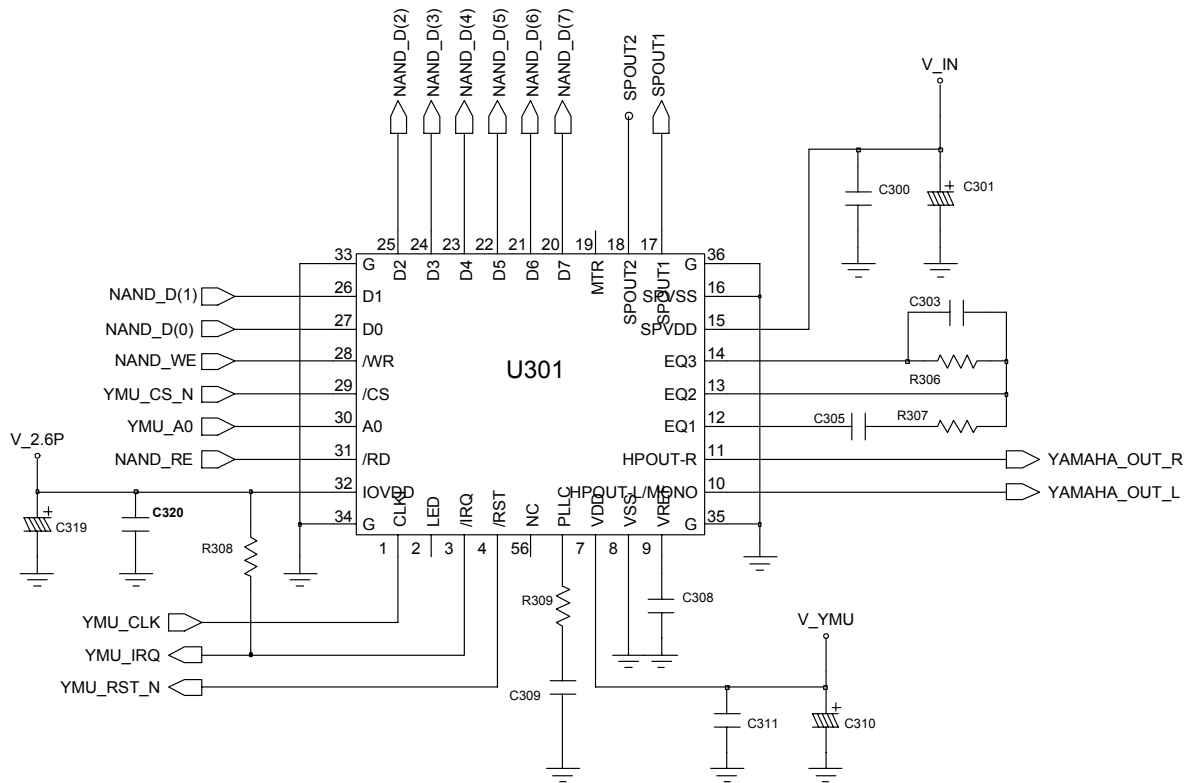 NAND_D(2)
NAND_D(3)
NAND_D(4)
NAND_D(5)
NAND_D(6)
NAND_D(7)
SPOUT2
SPOUT1
V_IN
C300
+
C301
25
24
23
22
21
20
19
18
17
D2
D3
D4
D5
D6
D7
MTR
SPOUT2
SPOUT1
33
G
G
36
NAND_D(1)
26
D1
SPVSS
16
NAND_D(0)
27
D0
SPVDD
15
C303
NAND_WE
28
/WR
EQ3
14
R306
U301
YMU_CS_N
29
/CS
EQ2
13
YMU_A0
30
A0
EQ1
12
C305
R307
V_2.6P
NAND_RE
31
/RD
HPOUT-R
11
YAMAHA_OUT_R
32
IOVDD
HPOUT-L/MONO
10
YAMAHA_OUT_L
+
C319
C320
34
G
G
35
CLKI
LED
/IRQ
/RST
NC
PLLC
VDD
VSS
VREF
1
2
3
4
56
7
8
9
R308
R309
C308
YMU_CLK
V_YMU
YMU_IRQ
YMU_RST_N
C309
C311
+
C310